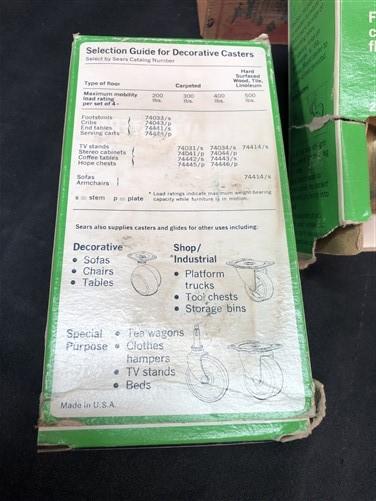 Selection Guide for Decorative Casters
Select by Sears Catalog Number
Type of floor
Carpeted
Hard Surfaced Wood, Tile, Linoleum
Maximum mobility load rating per set of 4*
200 lbs. 300 lbs. 400 lbs. 500 lbs.
Footstools 74033/s
Cribs 74043/p
End tables 74441/s
Serving carts 74444/p
TV stands 74031/s 74034/s 74414/s
Stereo cabinets 74041/p 74044/p
Coffee tables 74442/s 74443/s
Hope chests 74445/p 74446/p
Sofas 74414/s
Armchairs
s = stem p = plate
* Load ratings indicate maximum weight-bearing
capacity while furniture is in motion.
Sears also supplies casters and glides for other uses including:
Decorative
• Sofas
• Chairs
• Tables
Shop/
Industrial
• Platform
trucks
• Tool chests
• Storage bins
Special
Purpose
• Tea wagons
• Clothes
hampers
• TV stands
• Beds
Made in U.S.A.
F
c
fl